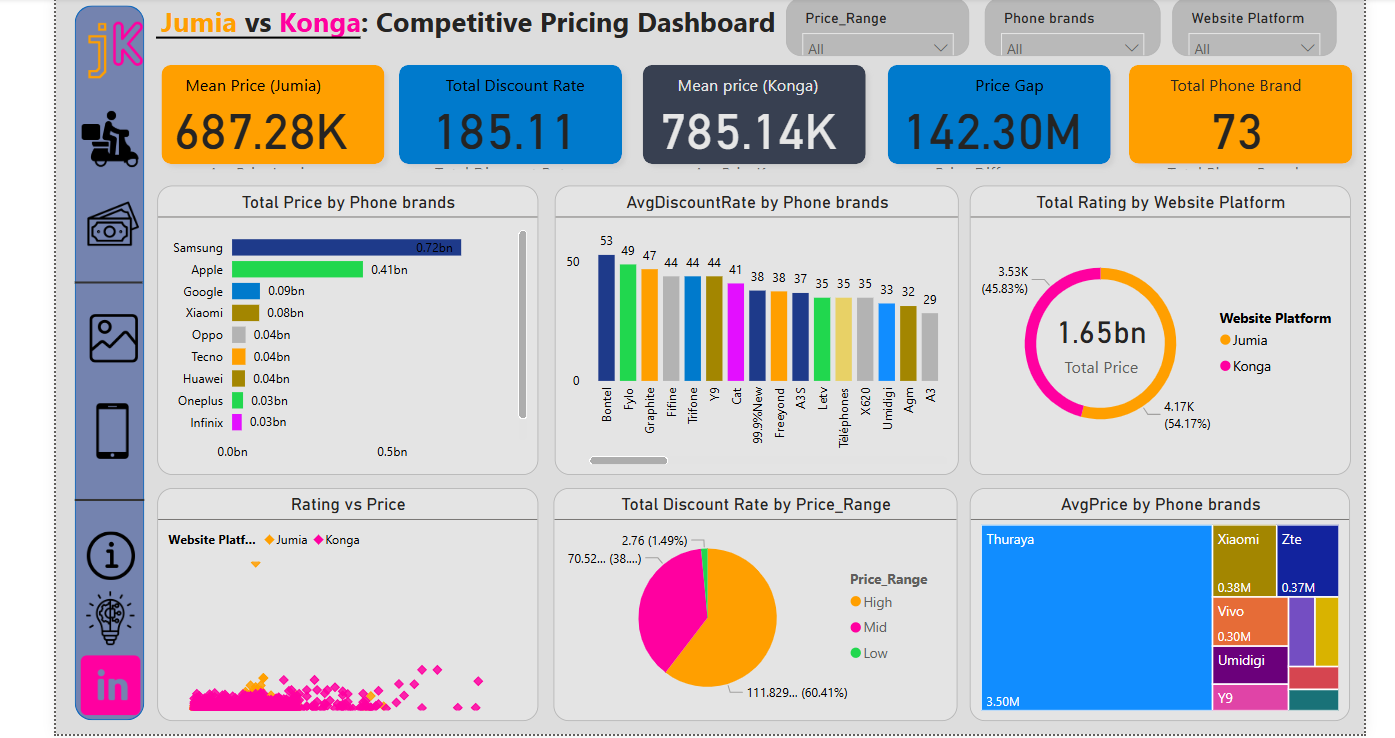 jK
Jumia vs Konga: Competitive Pricing Dashboard
Price_Range
All
Phone brands
All
Website Platform
All
Mean Price (Jumia)
687.28K
Total Discount Rate
185.11
Mean price (Konga)
785.14K
Price Gap
142.30M
Total Phone Brand
73
Total Price by Phone brands
Samsung 0.72bn
Apple 0.41bn
Google 0.09bn
Xiaomi 0.08bn
Oppo 0.04bn
Tecno 0.04bn
Huawei 0.04bn
Oneplus 0.03bn
Infinix 0.03bn
0.0bn 0.5bn
AvgDiscountRate by Phone brands
53 49 47 44 44 44 41 38 38 37 35 35 35 33 32 29
50
0
Bontel Fylo Graphite Fifine Trifone Y9 Cat 99.9%New Freeyond A3S Letv Téléphones X620 Umidigi Agm A3
Total Rating by Website Platform
3.53K
(45.83%)
1.65bn
Total Price
4.17K
(54.17%)
Website Platform
Jumia
Konga
Rating vs Price
Website Platf... Jumia Konga
Total Discount Rate by Price_Range
2.76 (1.49%)
70.52... (38....)
111.829... (60.41%)
Price_Range
High
Mid
Low
AvgPrice by Phone brands
Thuraya
3.50M
Xiaomi
0.38M
Zte
0.37M
Vivo
0.30M
Umidigi
Y9
i
in